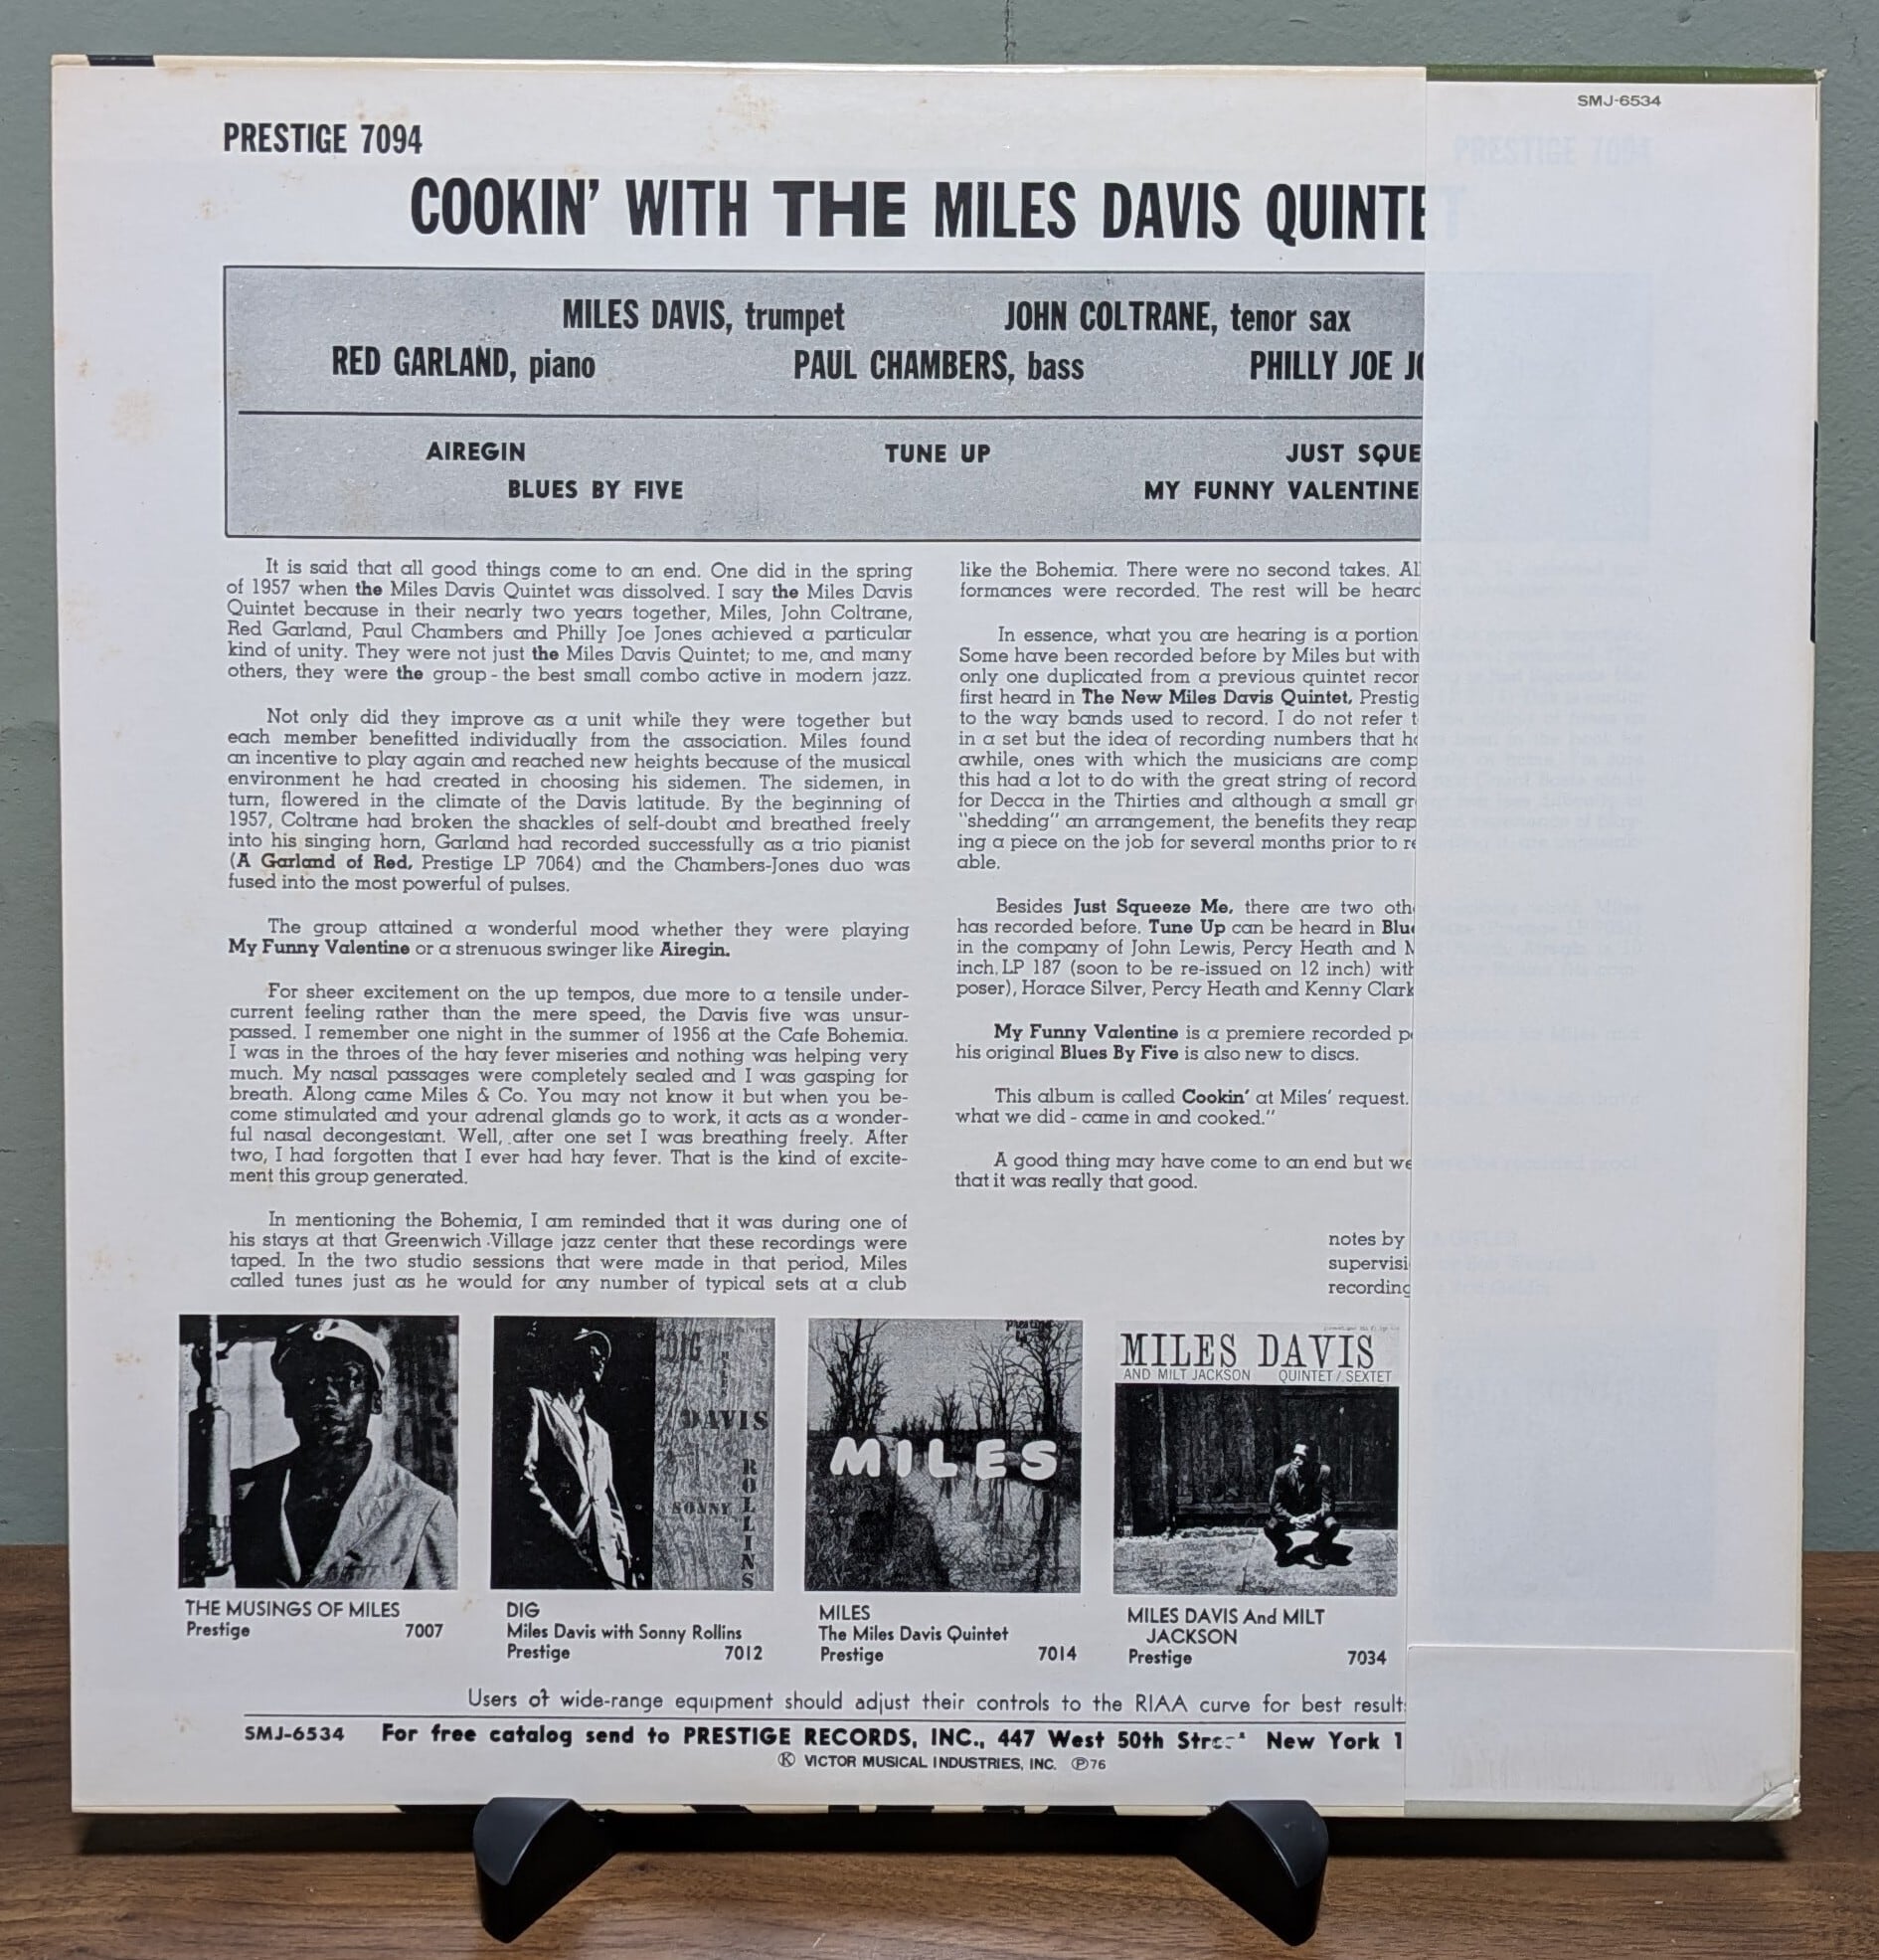 SMJ-6534
PRESTIGE 7094
COOKIN' WITH THE MILES DAVIS QUINTET
MILES DAVIS, trumpet JOHN COLTRANE, tenor sax
RED GARLAND, piano PAUL CHAMBERS, bass PHILLY JOE JO
AIREGIN TUNE UP JUST SQUE
BLUES BY FIVE MY FUNNY VALENTINE
It is said that all good things come to an end. One did in the spring
of 1957 when the Miles Davis Quintet was dissolved. I say the Miles Davis
Quintet because in their nearly two years together, Miles, John Coltrane,
Red Garland, Paul Chambers and Philly Joe Jones achieved a particular
kind of unity. They were not just the Miles Davis Quintet; to me, and many
others, they were the group - the best small combo active in modern jazz.
Not only did they improve as a unit while they were together but
each member benefitted individually from the association. Miles found
an incentive to play again and reached new heights because of the musical
environment he had created in choosing his sidemen. The sidemen, in
turn, flowered in the climate of the Davis latitude. By the beginning of
1957, Coltrane had broken the shackles of self-doubt and breathed freely
into his singing horn, Garland had recorded successfully as a trio pianist
(A Garland of Red, Prestige LP 7064) and the Chambers-Jones duo was
fused into the most powerful of pulses.
The group attained a wonderful mood whether they were playing
My Funny Valentine or a strenuous swinger like Airegin.
For sheer excitement on the up tempos, due more to a tensile under-
current feeling rather than the mere speed, the Davis five was unsur-
passed. I remember one night in the summer of 1956 at the Cafe Bohemia.
I was in the throes of the hay fever miseries and nothing was helping very
much. My nasal passages were completely sealed and I was gasping for
breath. Along came Miles & Co. You may not know it but when you be-
come stimulated and your adrenal glands go to work, it acts as a wonder-
ful nasal decongestant. Well, after one set I was breathing freely. After
two, I had forgotten that I ever had hay fever. That is the kind of excite-
ment this group generated.
In mentioning the Bohemia, I am reminded that it was during one of
his stays at that Greenwich Village jazz center that these recordings were
taped. In the two studio sessions that were made in that period, Miles
called tunes just as he would for any number of typical sets at a club
like the Bohemia. There were no second takes. Al
formances were recorded. The rest will be heard
In essence, what you are hearing is a portion
Some have been recorded before by Miles but with
only one duplicated from a previous quintet recor
first heard in The New Miles Davis Quintet, Prestig
to the way bands used to record. I do not refer t
in a set but the idea of recording numbers that h
awhile, ones with which the musicians are comp
this had a lot to do with the great string of record
for Decca in the Thirties and although a small gr
"shedding" an arrangement, the benefits they reap
ing a piece on the job for several months prior to re
able.
Besides Just Squeeze Me, there are two oth
has recorded before. Tune Up can be heard in Blue
in the company of John Lewis, Percy Heath and M
inch LP 187 (soon to be re-issued on 12 inch) with
poser), Horace Silver, Percy Heath and Kenny Clark
My Funny Valentine is a premiere recorded p
his original Blues By Five is also new to discs.
This album is called Cookin' at Miles' request.
what we did - came in and cooked."
A good thing may have come to an end but we
that it was really that good.
notes by
supervisi
recording
DIG
MILES
DAVIS
SONNY
ROLLINS
prestige
MILES
MILES DAVIS
AND MILT JACKSON QUINTET / SEXTET
THE MUSINGS OF MILES
Prestige 7007
DIG
Miles Davis with Sonny Rollins
Prestige 7012
MILES
The Miles Davis Quintet
Prestige 7014
MILES DAVIS And MILT
JACKSON
Prestige 7034
Users of wide-range equipment should adjust their controls to the RIAA curve for best results
SMJ-6534 For free catalog send to PRESTIGE RECORDS, INC., 447 West 50th Street New York 1
Ⓚ VICTOR MUSICAL INDUSTRIES, INC. Ⓟ76